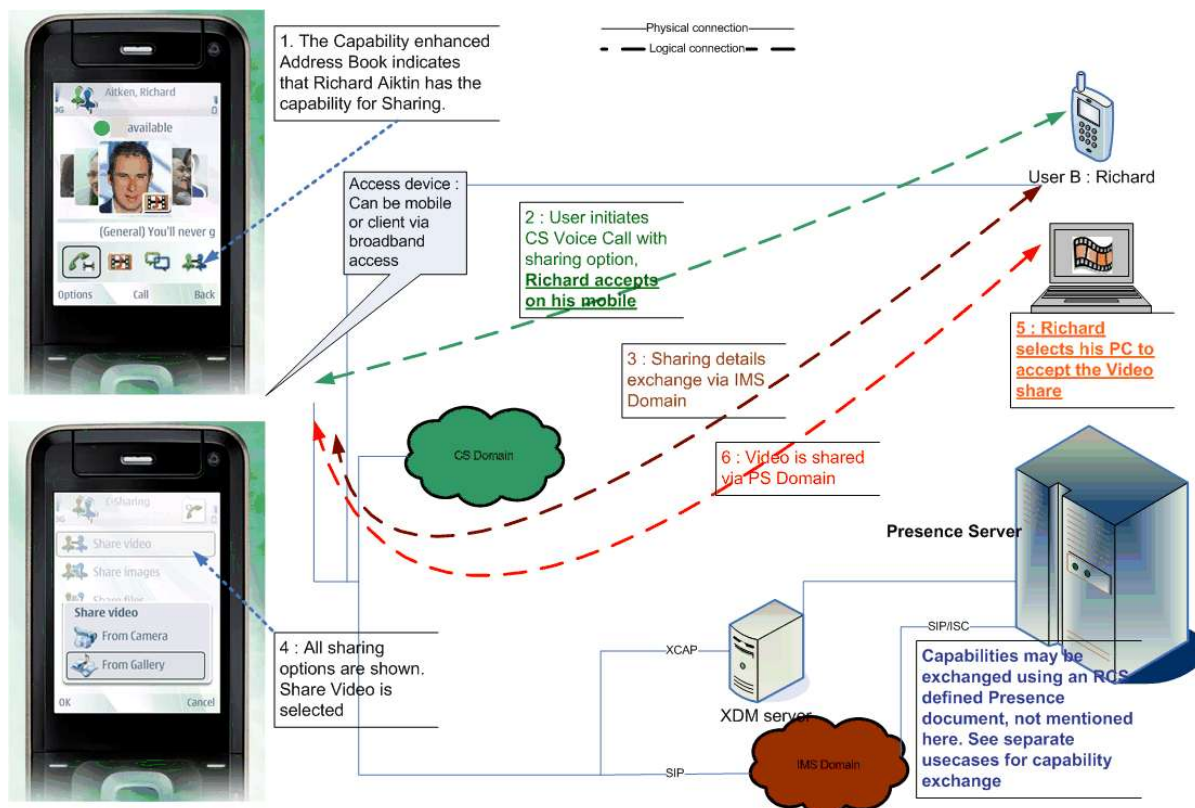 1. The Capability enhanced
Address Book indicates
that Richard Aiktin has the
capability for Sharing.
Physical connection
Logical connection
3G
Aitken, Richard
available
(General) You'll never g
Options
Call
Back
Access device :
Can be mobile
or client via
broadband
access
2 : User initiates
CS Voice Call with
sharing option,
Richard accepts
on his mobile
User B : Richard
3 : Sharing details
exchange via IMS
Domain
5 : Richard
selects his PC to
accept the Video
share
CS Domain
6 : Video is shared
via PS Domain
3G
Share video
Share images
Share files
Share video
From Camera
From Gallery
OK
Cancel
4 : All sharing
options are shown.
Share Video is
selected
Presence Server
XCAP
XDM server
SIP/ISC
SIP
IMS Domain
Capabilities may be
exchanged using an RCS
defined Presence
document, not mentioned
here. See separate
usecases for capability
exchange